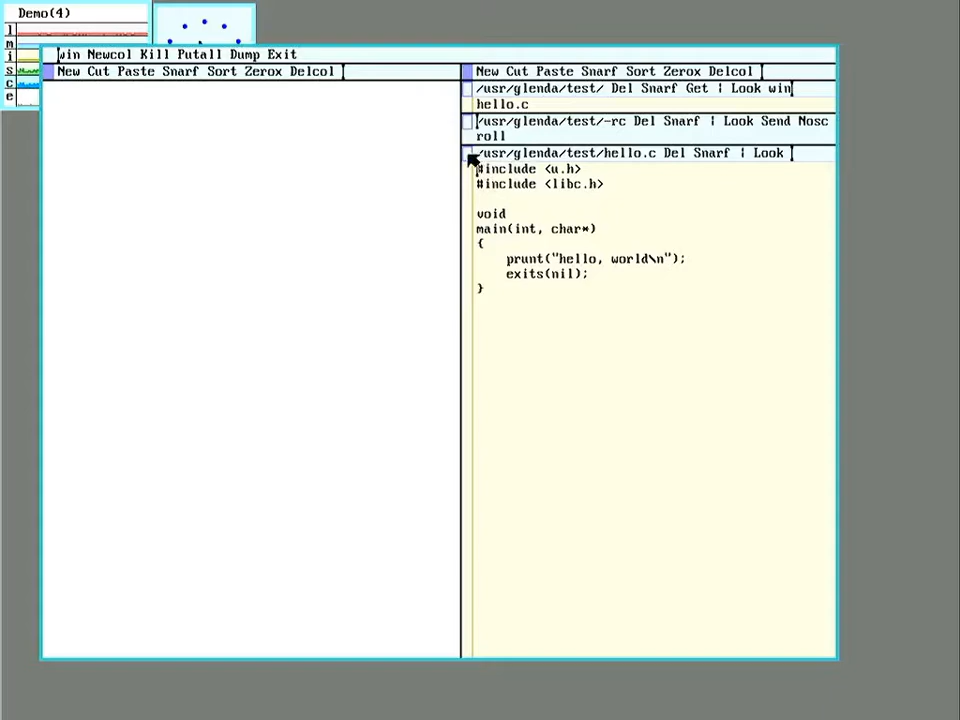 Demo(4)
l
m
i
s
c
e
win Newcol Kill Putall Dump Exit
New Cut Paste Snarf Sort Zerox Delcol
New Cut Paste Snarf Sort Zerox Delcol
/usr/glenda/test/ Del Snarf Get | Look win
hello.c
/usr/glenda/test/-rc Del Snarf | Look Send Nosc
roll
/usr/glenda/test/hello.c Del Snarf | Look
#include <u.h>
#include <libc.h>
void
main(int, char*)
{
prunt("hello, world\n");
exits(nil);
}